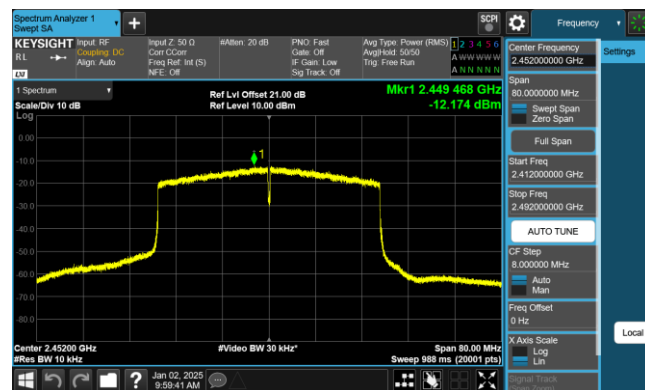 Spectrum Analyzer 1
Swept SA
SCPI
Frequency
KEYSIGHT
RL
LXI
Input: RF
Coupling: DC
Align: Auto
Input Z: 50 Ω
Corr CCorr
Freq Ref: Int (S)
NFE: Off
#Atten: 20 dB
PNO: Fast
Gate: Off
IF Gain: Low
Sig Track: Off
Avg Type: Power (RMS)
Avg|Hold: 50/50
Trig: Free Run
1 2 3 4 5 6
A W W W W W
A N N N N N
1 Spectrum
Scale/Div 10 dB
Log
Ref Lvl Offset 21.00 dB
Ref Level 10.00 dBm
Mkr1 2.449 468 GHz
-12.174 dBm
0.00
-10.0
-20.0
-30.0
-40.0
-50.0
-60.0
-70.0
-80.0
1
Center 2.45200 GHz
#Res BW 10 kHz
#Video BW 30 kHz*
Span 80.00 MHz
Sweep 988 ms (20001 pts)
Jan 02, 2025
9:59:41 AM
Center Frequency
2.452000000 GHz
Span
80.0000000 MHz
Swept Span
Zero Span
Full Span
Start Freq
2.412000000 GHz
Stop Freq
2.492000000 GHz
AUTO TUNE
CF Step
8.000000 MHz
Auto
Man
Freq Offset
0 Hz
X Axis Scale
Log
Lin
Signal Track
Settings
Local